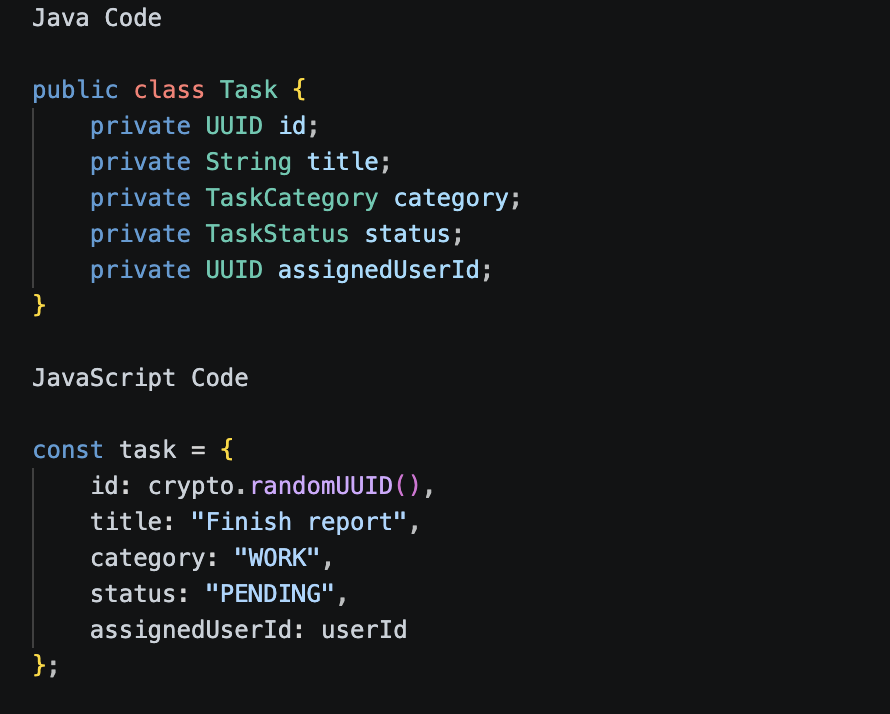 Java Code
public class Task {
    private UUID id;
    private String title;
    private TaskCategory category;
    private TaskStatus status;
    private UUID assignedUserId;
}
JavaScript Code
const task = {
    id: crypto.randomUUID(),
    title: "Finish report",
    category: "WORK",
    status: "PENDING",
    assignedUserId: userId
};